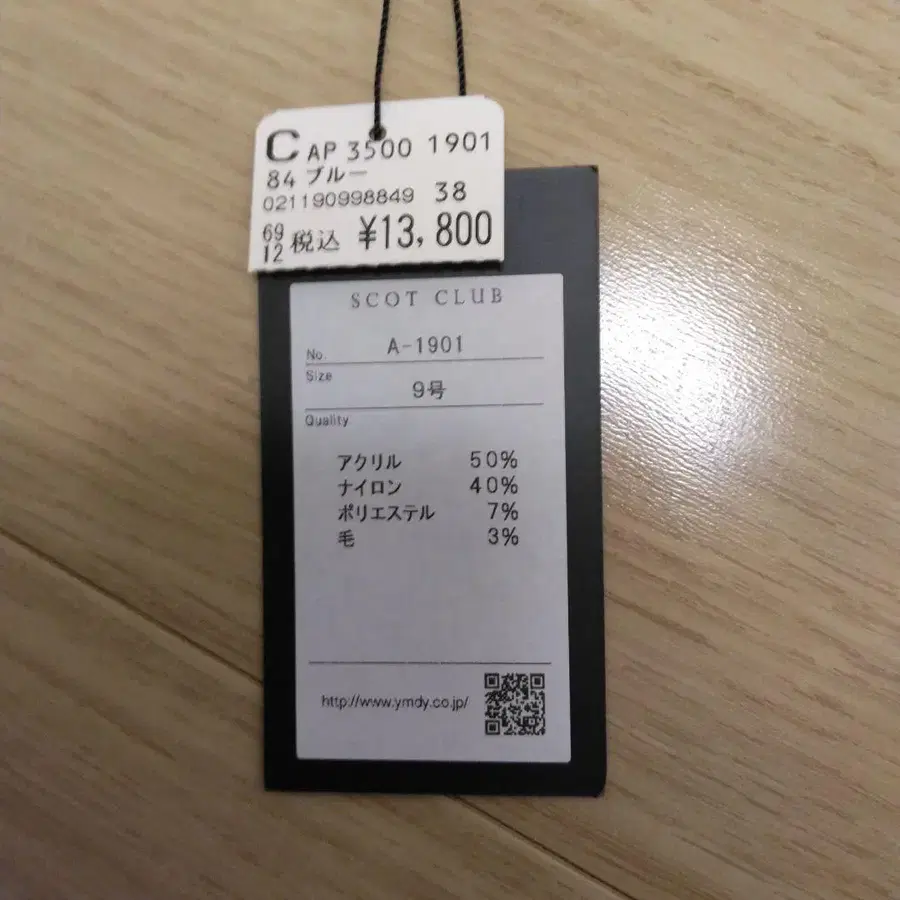 C AP 3500 1901
84 ブルー
021190998849 38
69
12 税込 ¥13,800
SCOT CLUB
No. A-1901
Size
9号
Quality
アクリル 50%
ナイロン 40%
ポリエステル 7%
毛 3%
http://www.ymdy.co.jp/